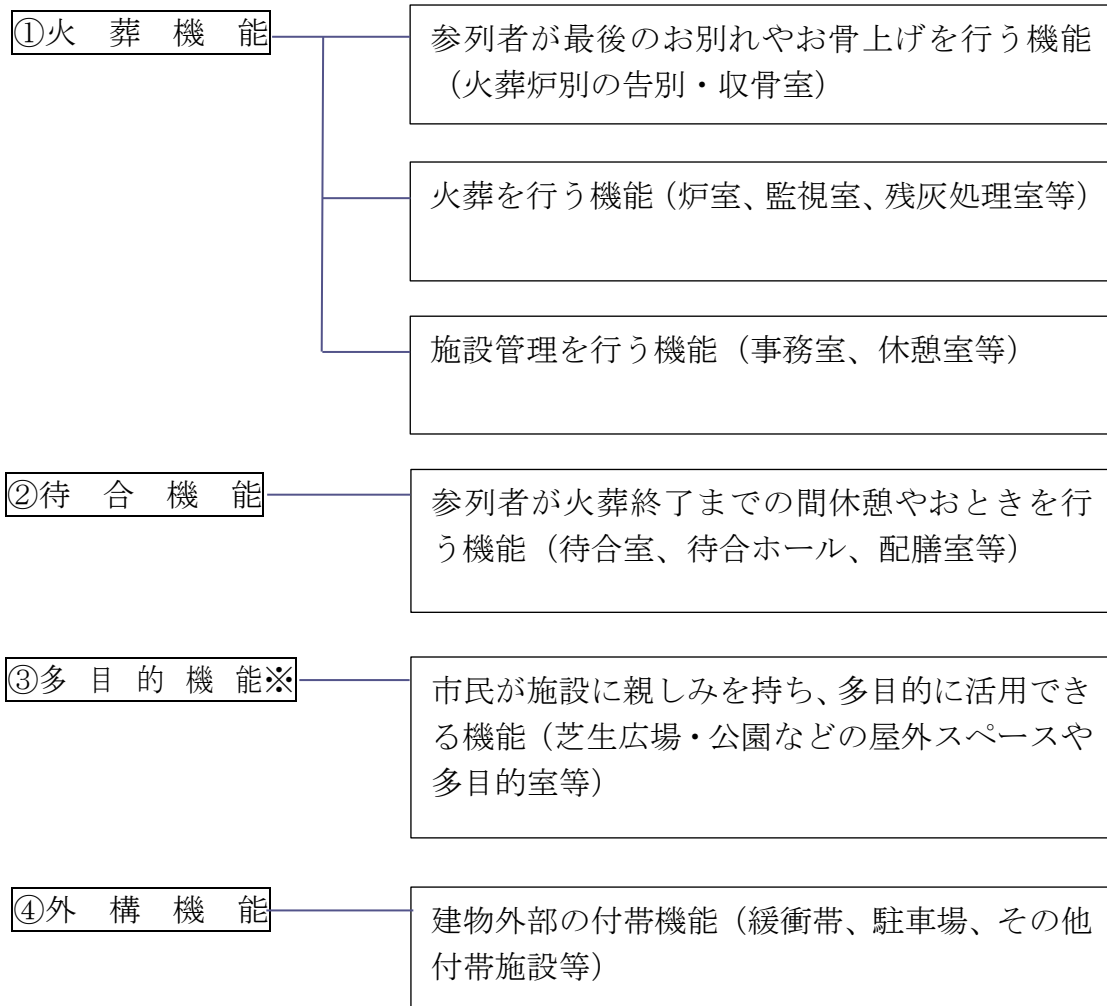 ①火葬機能
参列者が最後のお別れやお骨上げを行う機能
（火葬炉別の告別・収骨室）
火葬を行う機能（炉室、監視室、残灰処理室等）
施設管理を行う機能（事務室、休憩室等）
②待合機能
参列者が火葬終了までの間休憩やおときを行
う機能（待合室、待合ホール、配膳室等）
③多目的機能※
市民が施設に親しみを持ち、多目的に活用でき
る機能（芝生広場・公園などの屋外スペースや
多目的室等）
④外構機能
建物外部の付帯機能（緩衝帯、駐車場、その他
付帯施設等）